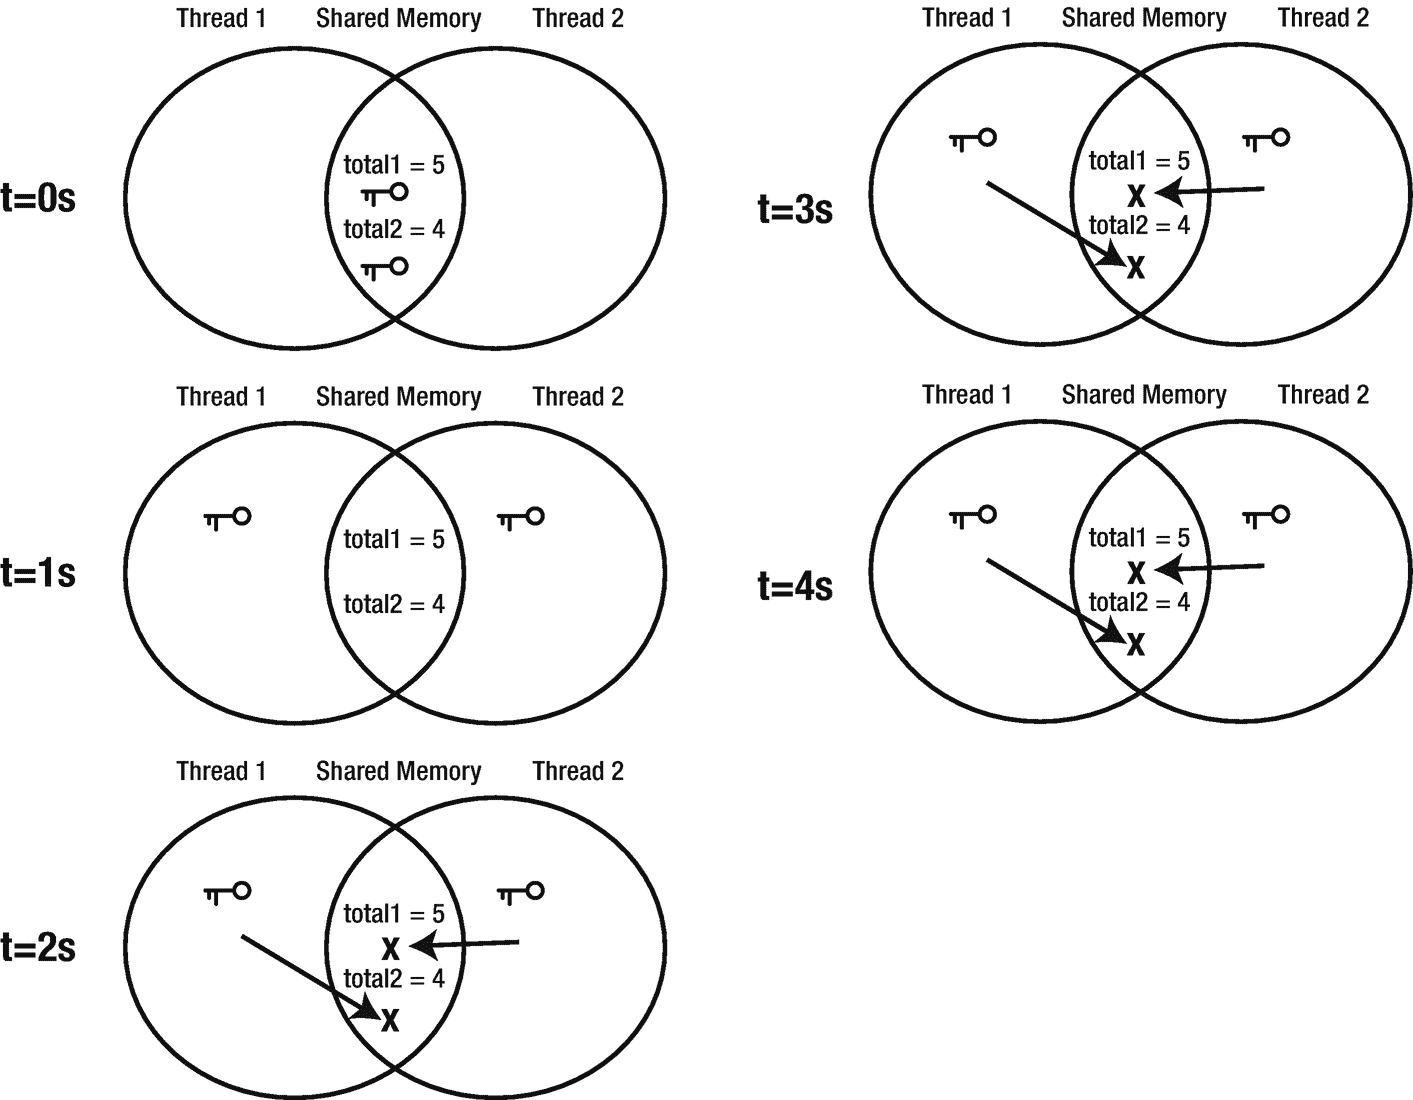 Thread 1 Shared Memory Thread 2
t=0s
total1 = 5
total2 = 4
Thread 1 Shared Memory Thread 2
t=1s
total1 = 5
total2 = 4
Thread 1 Shared Memory Thread 2
t=2s
total1 = 5
X
total2 = 4
X
Thread 1 Shared Memory Thread 2
t=3s
total1 = 5
X
total2 = 4
X
Thread 1 Shared Memory Thread 2
t=4s
total1 = 5
X
total2 = 4
X